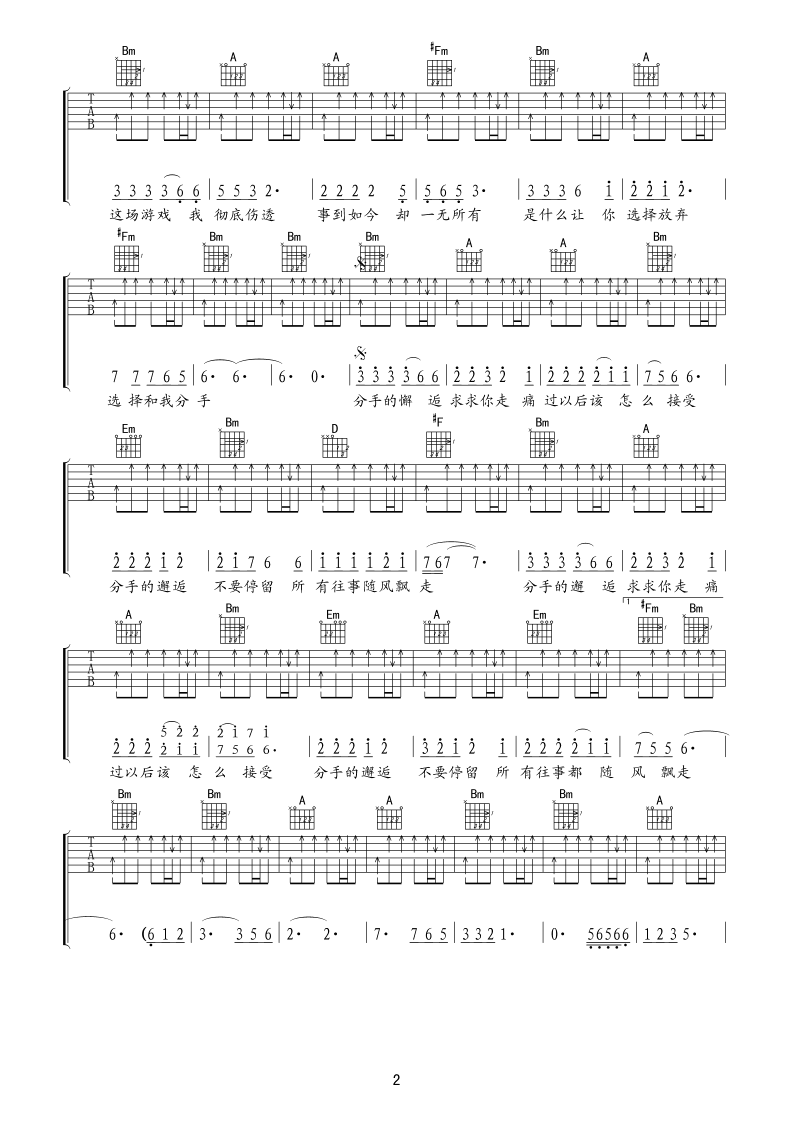 Bm A A #Fm Bm A
T A B
3 3 3 3 6 6 | 5 5 3 2· | 2 2 2 2 5 | 5 6 5 3· | 3 3 3 6 1 | 2 2 1 2·
这场游戏 我 彻底伤透 事到如今 却 一无所有 是什么让 你 选择放弃
#Fm Bm Bm Bm A A Bm
7 7 7 6 5 | 6· 6· | 6· 0· | 3 3 3 3 6 6 | 2 2 3 2 1 | 2 2 2 2 1 1 | 7 5 6 6·
选 择和我分 手 分手的懈 逅 求求你走 痛 过以后该 怎 么 接受
Em Bm D #F Bm A
T A B
2 2 2 1 2 | 2 1 7 6 6 | 1 1 1 1 2 1 | 7 6 7 7· | 3 3 3 3 6 6 | 2 2 3 2 1
分手的邂逅 不要停留 所 有往事随风飘 走 分手的邂 逅 求求你走 痛
1
A Bm Em A Em #Fm Bm
T A B
5 2 2 2 1 7 1
2 2 2 2 1 1 | 7 5 6 6· | 2 2 2 1 2 | 3 2 1 2 1 | 2 2 2 2 1 1 | 7 5 5 6·
过以后该 怎 么 接受 分手的邂逅 不要停留 所 有往事都 随 风 飘走
Bm Bm A A Bm Bm A
T A B
6· (6 1 2 | 3· 3 5 6 | 2· 2· | 7· 7 6 5 | 3 3 2 1· | 0· 5 6 5 6 6 | 1 2 3 5·
2